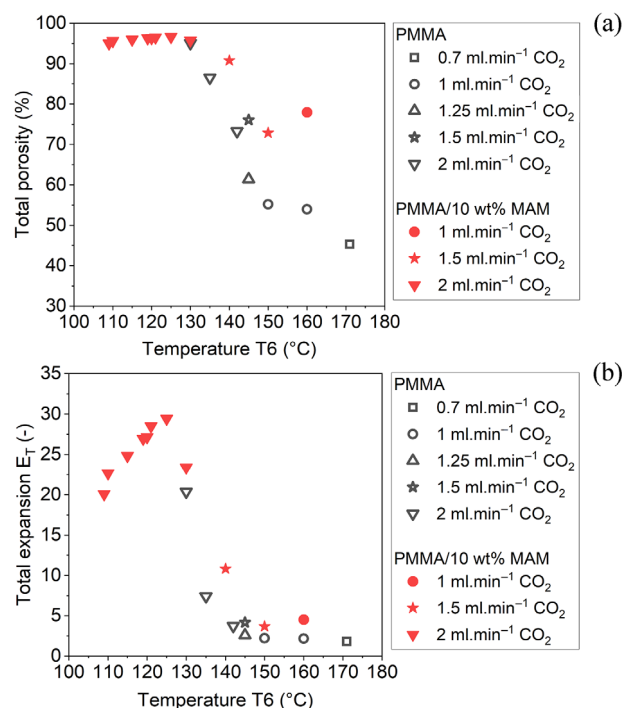 (a)
100
90
80
70
60
50
40
30
Total porosity (%)
100 110 120 130 140 150 160 170 180
Temperature T6 (°C)
PMMA
0.7 ml.min⁻¹ CO₂
1 ml.min⁻¹ CO₂
1.25 ml.min⁻¹ CO₂
1.5 ml.min⁻¹ CO₂
2 ml.min⁻¹ CO₂
PMMA/10 wt% MAM
1 ml.min⁻¹ CO₂
1.5 ml.min⁻¹ CO₂
2 ml.min⁻¹ CO₂
(b)
35
30
25
20
15
10
5
0
Total expansion E_T (-)
100 110 120 130 140 150 160 170 180
Temperature T6 (°C)
PMMA
0.7 ml.min⁻¹ CO₂
1 ml.min⁻¹ CO₂
1.25 ml.min⁻¹ CO₂
1.5 ml.min⁻¹ CO₂
2 ml.min⁻¹ CO₂
PMMA/10 wt% MAM
1 ml.min⁻¹ CO₂
1.5 ml.min⁻¹ CO₂
2 ml.min⁻¹ CO₂